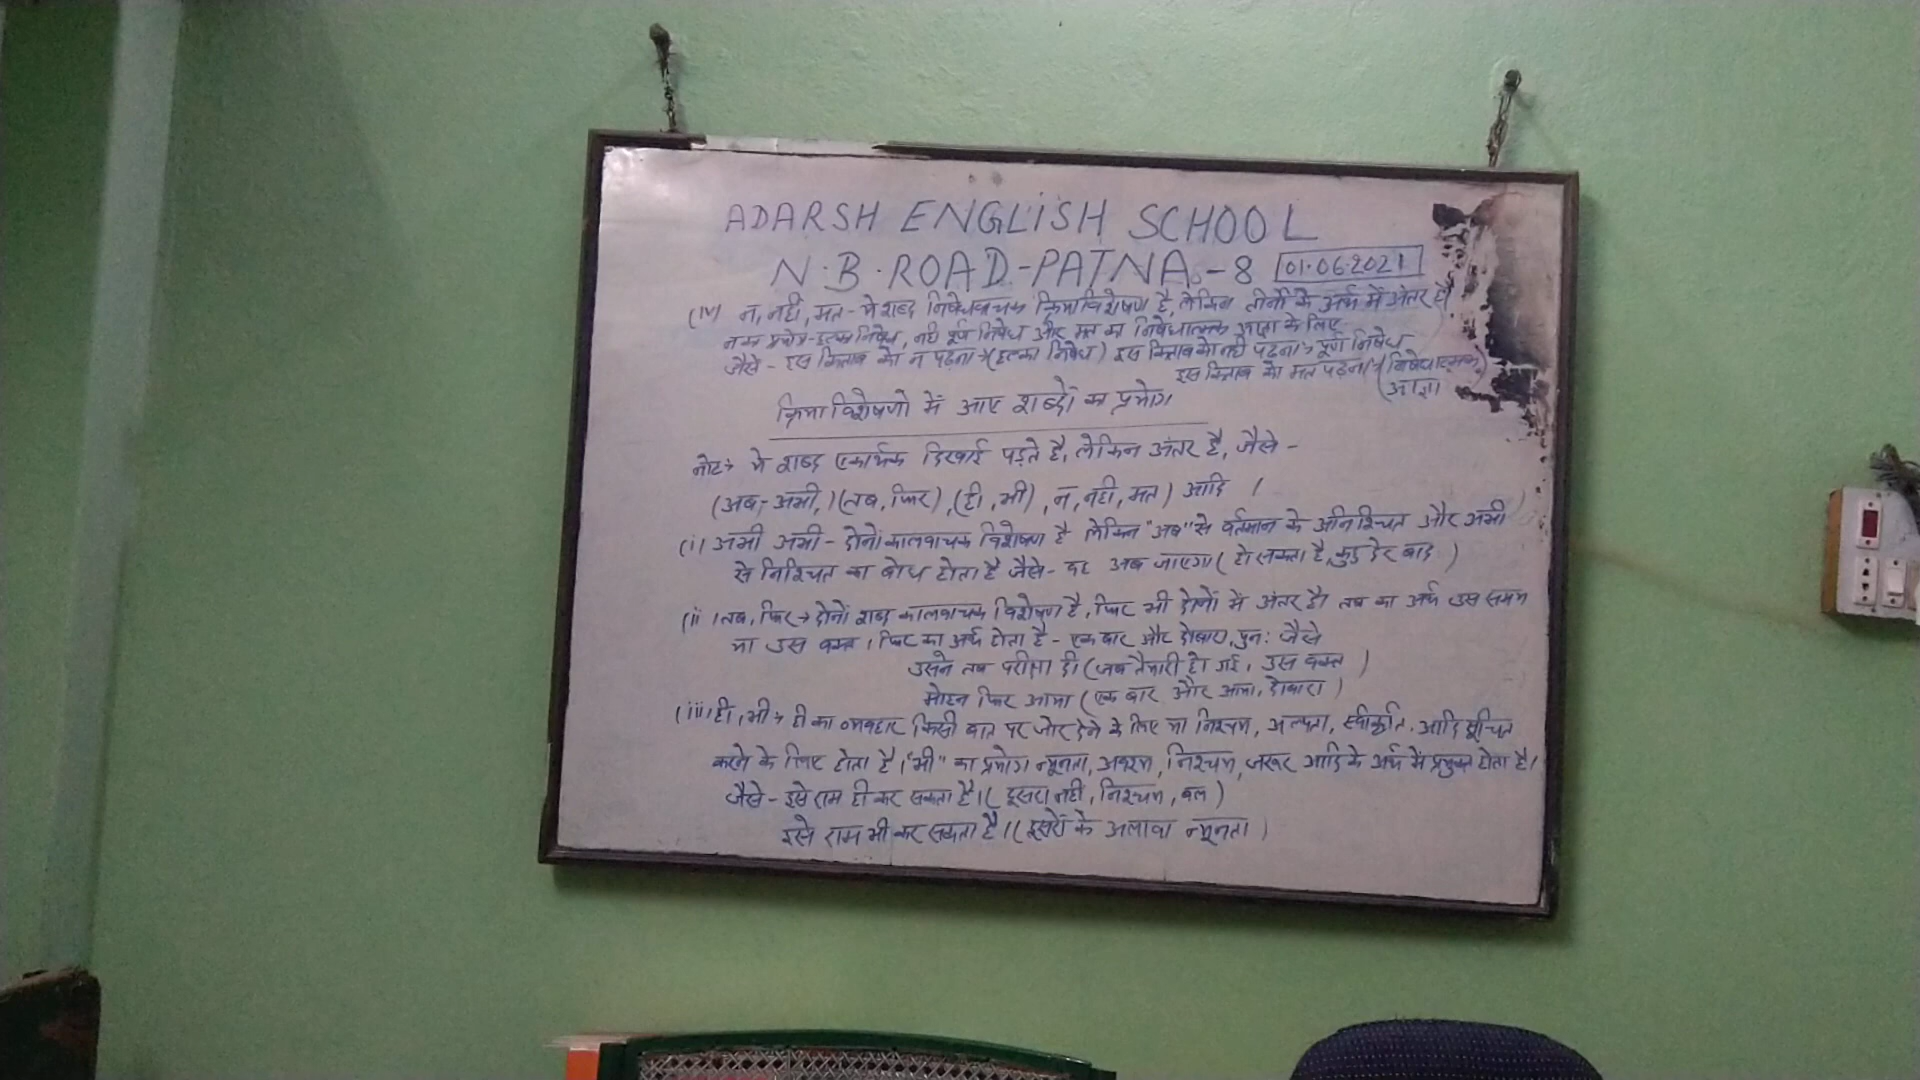 ADARSH ENGLISH SCHOOL
N.B.ROAD-PATNA-8 01.06.2021
(iv) न, नहीं, मत - ये शब्द निषेधवाचक क्रियाविशेषण है, लेकिन तीनों के अर्थ में अंतर है।
हल्का निषेध, नहीं पूर्ण निषेध और मत का निषेधात्मक आज्ञा के लिए
जैसे - इस किताब को न पढ़ना → (हल्का निषेध) इस किताब को नहीं पढ़ना → पूर्ण निषेध
इस किताब को मत पढ़ना → (निषेधात्मक
आज्ञा)
क्रियाविशेषणों में आए शब्दों का प्रयोग
नोट → ये शब्द एकार्थक दिखाई पड़ते है, लेकिन अंतर है, जैसे -
(अब, अभी,) (तब, फिर), (ही, भी), न, नहीं, मत) आदि ।
(i) अभी अभी - दोनों कालवाचक विशेषण है लेकिन "अब" से वर्तमान के अनिश्चित और अभी
से निश्चित का बोध होता है जैसे - वह अब जाएगा (हो सकता है, कुछ देर बाद)
(ii) तब, फिर → दोनों शब्द कालवाचक विशेषण है, फिर भी दोनों में अंतर है। तब का अर्थ उस समय
या उस वक्त । फिर का अर्थ होता है - एक बार और दोबारा, पुनः जैसे
उसने तब परीक्षा दी (जब तैयारी हो गई, उस वक्त)
मोहन फिर आया (एक बार और आया, दोबारा)
(iii) ही, भी → ही का व्यवहार किसी बात पर जोर देने के लिए या निश्चय, अल्पता, स्वीकृति, आदि सूचित
करने के लिए होता है। "भी" का प्रयोग न्यूनता, अवश्य, निश्चय, जरूर आदि के अर्थ में प्रयुक्त होता है।
जैसे - इसे राम ही कर सकता है। (दूसरा नहीं, निश्चय, बल)
इसे राम भी कर सकता है। (दूसरों के अलावा न्यूनता)